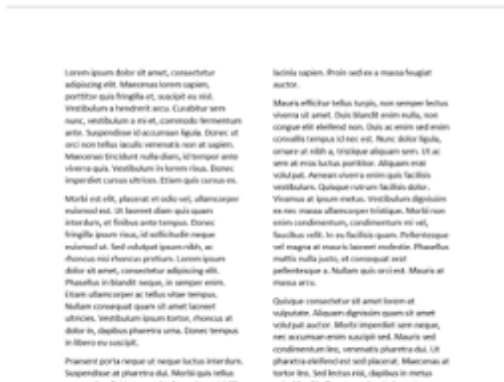 Lorem ipsum dolor sit amet, consectetur
adipiscing elit. Maecenas lorem sapien,
porttitor quis fringilla et, suscipit eu nisl.
Vestibulum a hendrerit arcu. Curabitur sem
nunc, vestibulum a mi et, commodo fermentum
ante. Suspendisse id accumsan ligula. Donec ut
orci non tellus iaculis venenatis non at sapien.
Maecenas tincidunt nulla diam, id tempor ante
viverra quis. Vestibulum in lorem risus. Donec
imperdiet cursus ultrices. Etiam quis cursus ex.
Morbi est elit, placerat et odio vel, ullamcorper
euismod est. Ut laoreet diam quis quam
interdum, et finibus ante tempus. Donec
fringilla ipsum risus, id sollicitudin neque
euismod ut. Sed volutpat ipsum nibh, ac
rhoncus nisi rhoncus pretium. Lorem ipsum
dolor sit amet, consectetur adipiscing elit.
Phasellus in blandit neque, in semper enim.
Etiam ullamcorper ac tellus vitae tempus.
Nullam consequat quam sit amet laoreet
ultricies. Vestibulum ipsum tortor, rhoncus at
dolor in, dapibus pharetra urna. Donec tempus
in libero eu suscipit.
Praesent porta neque ut neque luctus interdum.
Suspendisse at pharetra dui. Morbi quis tellus
lacinia sapien. Proin sed ex a massa feugiat
auctor.
Mauris efficitur tellus turpis, non semper lectus
viverra sit amet. Duis blandit enim nulla, non
congue elit eleifend non. Duis ac enim sed enim
convallis tempus id nec est. Nunc dolor ligula,
ornare ut nibh a, tristique aliquam sem. Ut ac
sem at eros luctus porttitor. Aliquam erat
volutpat. Aenean viverra enim quis facilisis
vestibulum. Quisque rutrum facilisis dolor.
Vivamus at ipsum metus. Vestibulum dignissim
ex nec massa ullamcorper tristique. Morbi non
enim condimentum, condimentum mi vel,
faucibus velit. In eu facilisis quam. Pellentesque
vel magna at mauris laoreet molestie. Phasellus
mattis nulla justo, et consequat erat
pellentesque a. Nullam quis orci est. Mauris at
massa arcu.
Quisque consectetur sit amet lorem at
vulputate. Aliquam dignissim quam sit amet
volutpat auctor. Morbi imperdiet sem neque,
nec accumsan enim suscipit sed. Mauris sed
condimentum leo, venenatis pharetra dui. Ut
pharetra eleifend est sed placerat. Maecenas at
tortor leo. Sed lectus nisi, dapibus in metus